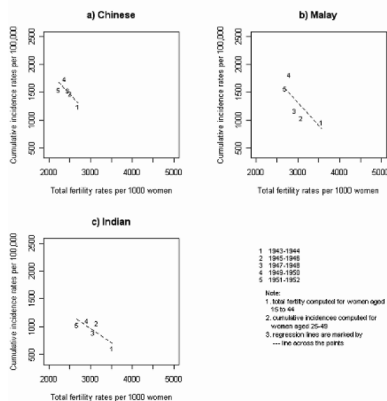 a) Chinese
Cumulative incidence rates per 100,000
500 1000 1500 2000 2500
4
5 2
3
1
2000 3000 4000 5000
Total fertility rates per 1000 women
b) Malay
Cumulative incidence rates per 100,000
500 1000 1500 2000 2500
4
5
3
2
1
2000 3000 4000 5000
Total fertility rates per 1000 women
c) Indian
Cumulative incidence rates per 100,000
500 1000 1500 2000 2500
4
5 2
3
1
2000 3000 4000 5000
Total fertility rates per 1000 women
1 1943-1944
2 1945-1946
3 1947-1948
4 1949-1950
5 1951-1952
Note:
1. total fertility computed for women aged
15 to 44
2. cumulative incidences computed for
women aged 25-49
3. regression lines are marked by
--- line across the points